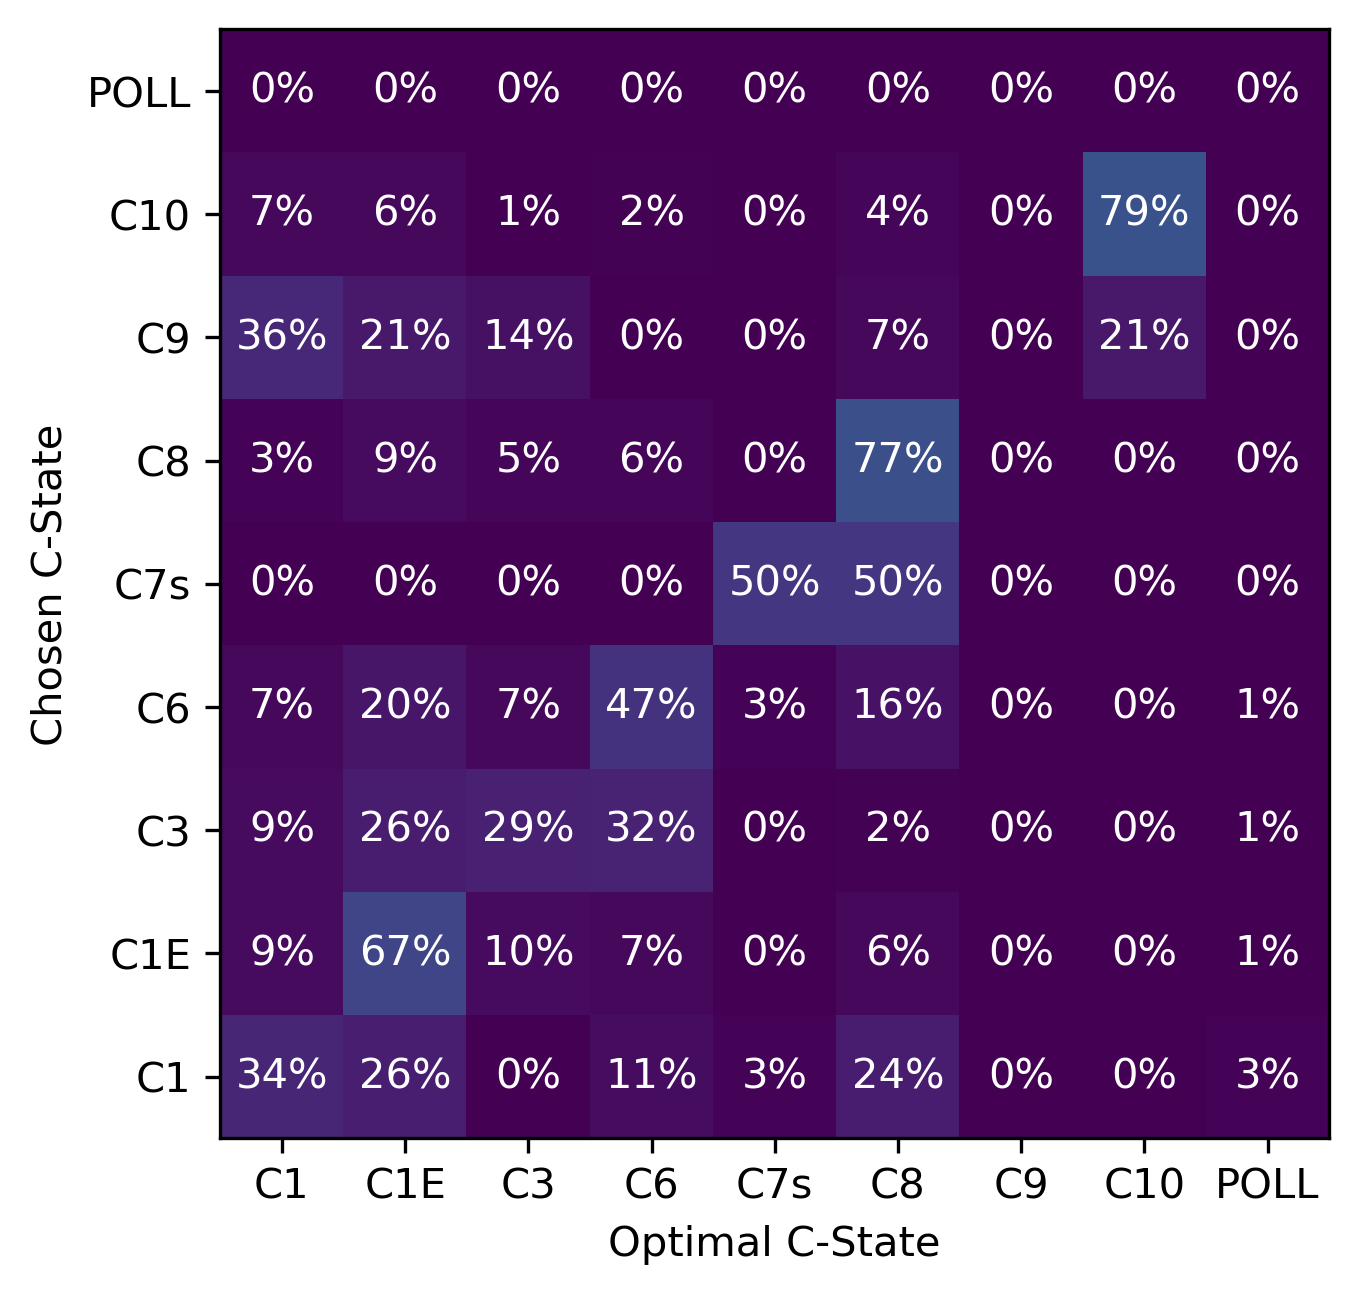 POLL 0% 0% 0% 0% 0% 0% 0% 0% 0%
C10 7% 6% 1% 2% 0% 4% 0% 79% 0%
C9 36% 21% 14% 0% 0% 7% 0% 21% 0%
C8 3% 9% 5% 6% 0% 77% 0% 0% 0%
C7s 0% 0% 0% 0% 50% 50% 0% 0% 0%
C6 7% 20% 7% 47% 3% 16% 0% 0% 1%
C3 9% 26% 29% 32% 0% 2% 0% 0% 1%
C1E 9% 67% 10% 7% 0% 6% 0% 0% 1%
C1 34% 26% 0% 11% 3% 24% 0% 0% 3%
C1 C1E C3 C6 C7s C8 C9 C10 POLL
Optimal C-State
Chosen C-State